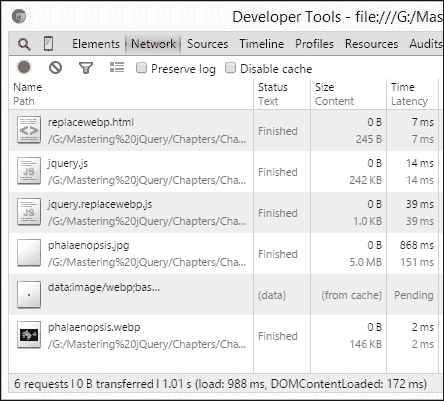 Developer Tools - file:///G:/Mas
Elements Network Sources Timeline Profiles Resources Audits
Preserve log Disable cache
Name Status Size Time
Path Text Content Latency
replacewebp.html Finished 0 B 7 ms
/G:/Mastering%20jQuery/Chapters/Cha... 245 B 7 ms
jquery.js Finished 0 B 14 ms
/G:/Mastering%20jQuery/Chapters/Cha... 242 KB 14 ms
jquery.replacewebp.js Finished 0 B 39 ms
/G:/Mastering%20jQuery/Chapters/Cha... 1.0 KB 39 ms
phalaenopsis.jpg Finished 0 B 868 ms
/G:/Mastering%20jQuery/Chapters/Cha... 5.0 MB 151 ms
data:image/webp;bas... (data) (from cache) Pending
phalaenopsis.webp Finished 0 B 2 ms
/G:/Mastering%20jQuery/Chapters/Cha... 146 KB 2 ms
6 requests | 0 B transferred | 1.01 s (load: 988 ms, DOMContentLoaded: 172 ms)